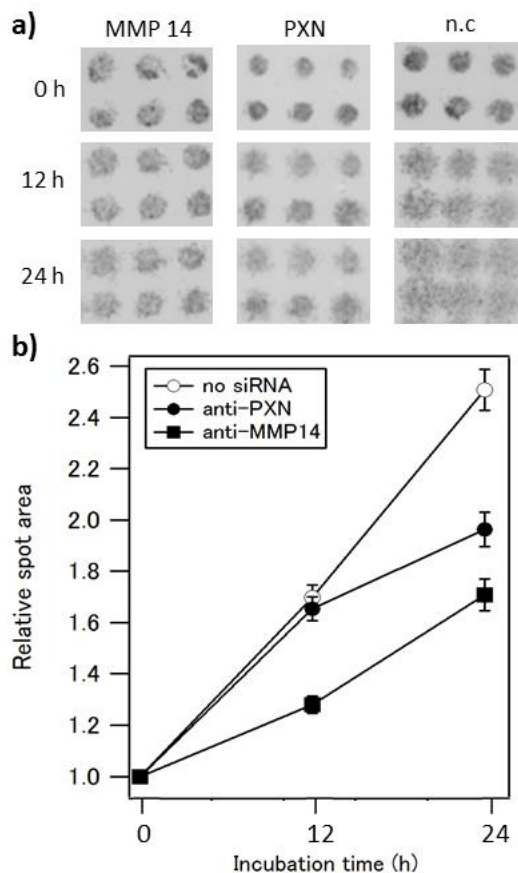 a)
MMP 14 PXN n.c
0 h
12 h
24 h
b)
2.6
2.4
2.2
2.0
1.8
1.6
1.4
1.2
1.0
Relative spot area
no siRNA
anti-PXN
anti-MMP14
0 12 24
Incubation time (h)